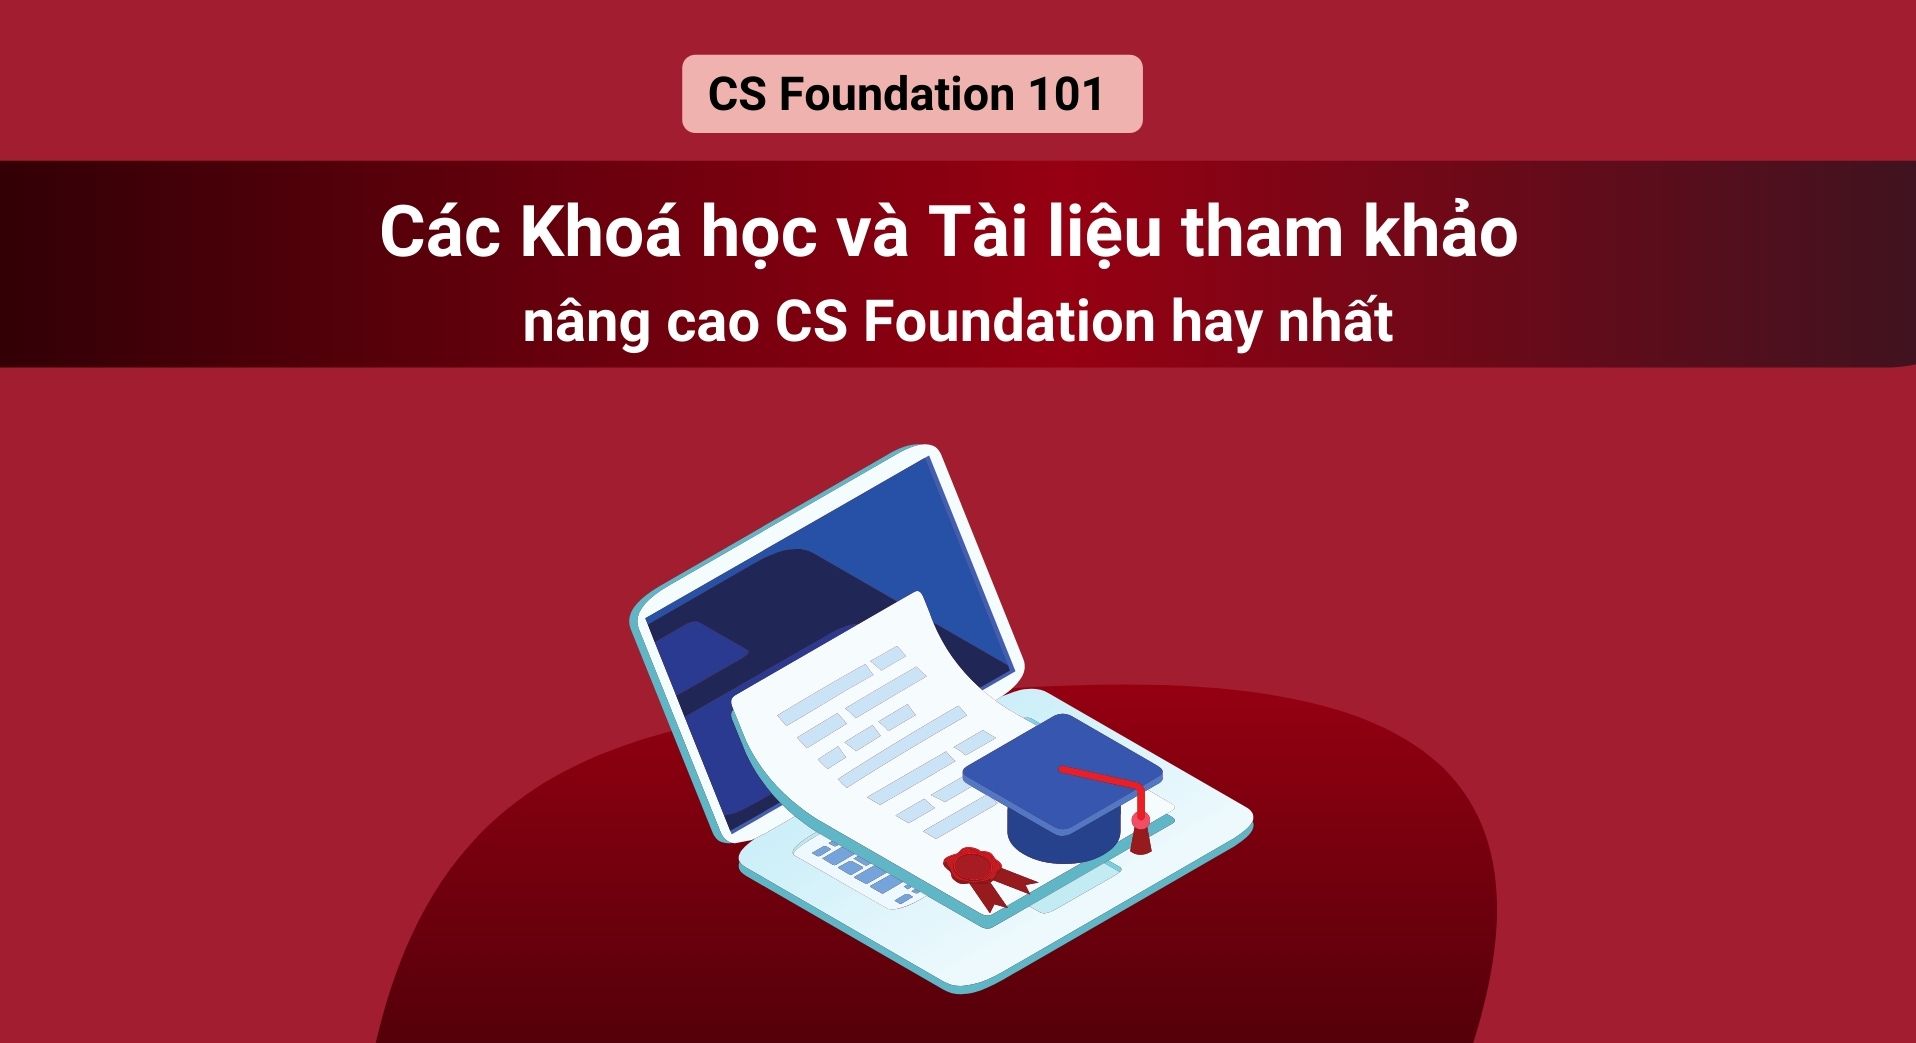 CS Foundation 101
Các Khoá học và Tài liệu tham khảo
nâng cao CS Foundation hay nhất